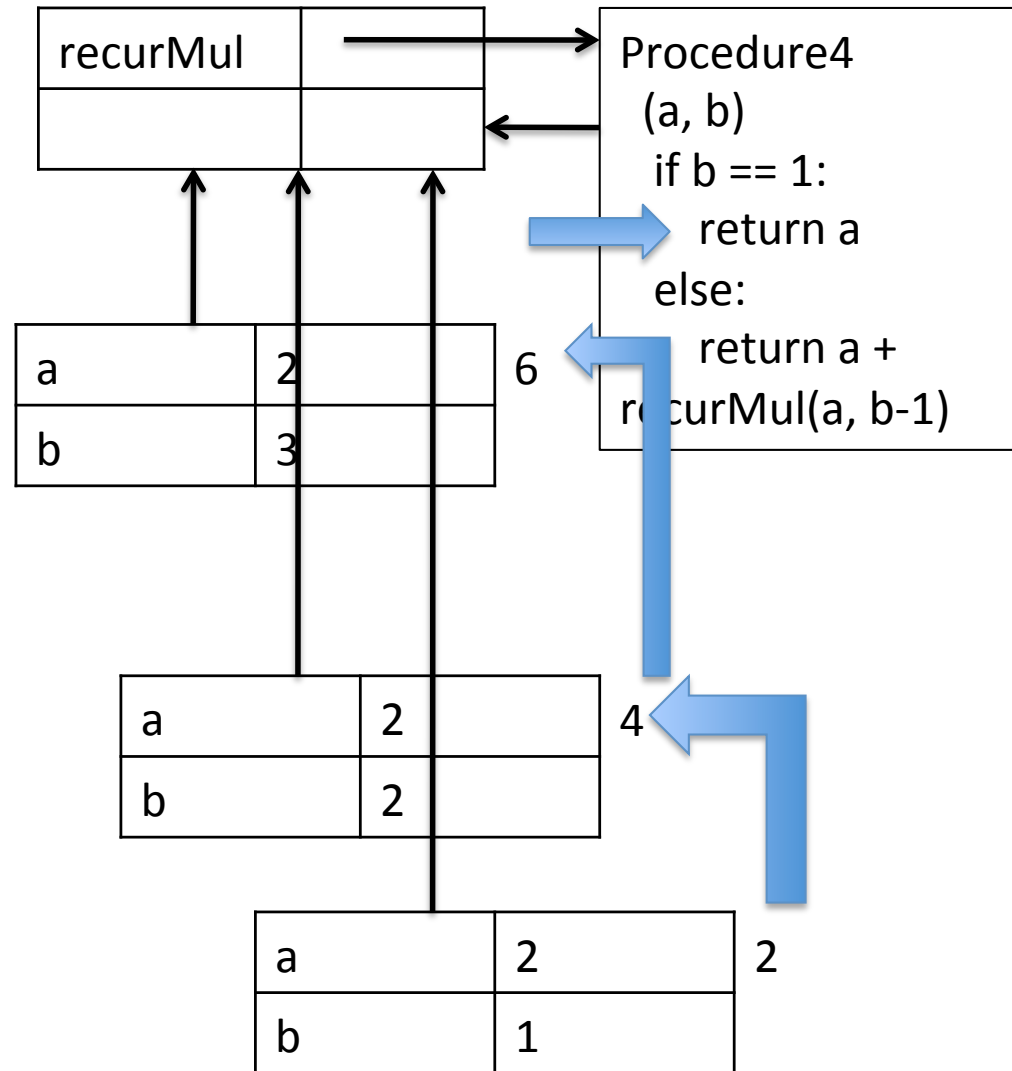 recurMul
Procedure4
(a, b)
if b == 1:
return a
else:
return a +
recurMul(a, b-1)
a 2 6
b 3
a 2 4
b 2
a 2 2
b 1